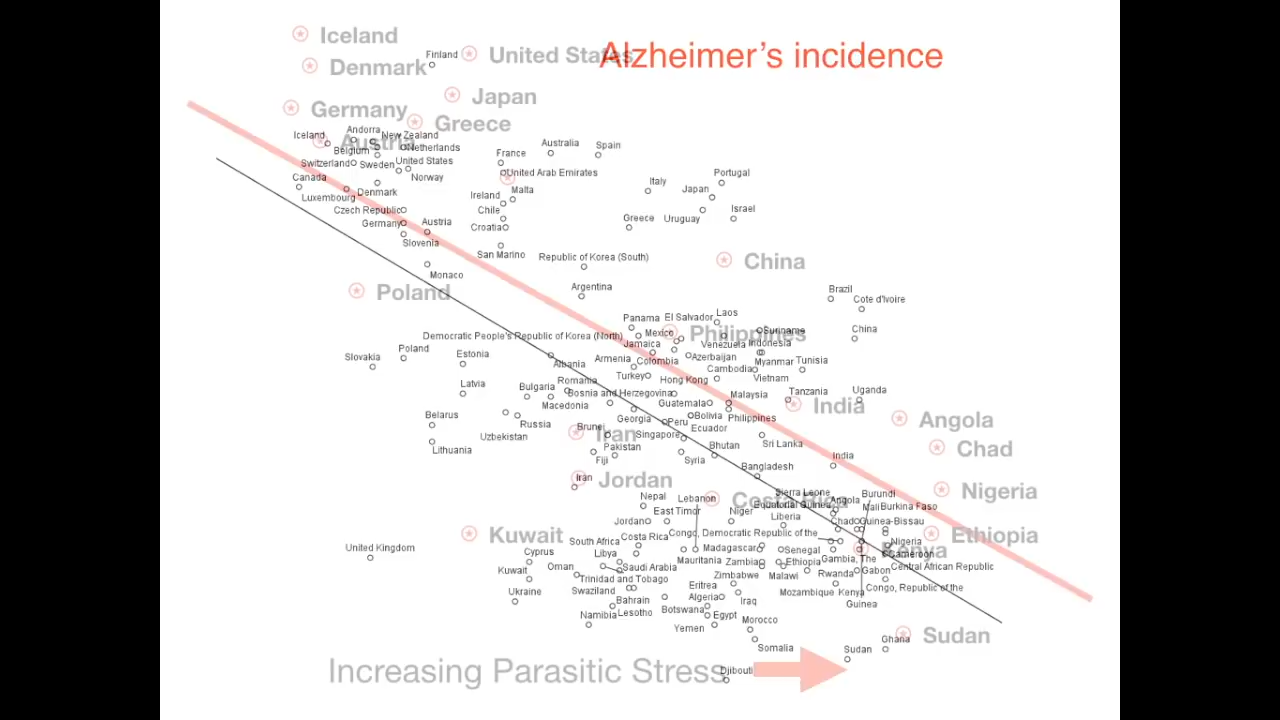 Iceland
Finland
United States
Alzheimer's incidence
Denmark
Japan
Germany
Greece
Iceland
Andorra
New Zealand
Austria
Belgium
Netherlands
Australia
Spain
France
Switzerland
Sweden
United States
Canada
Norway
United Arab Emirates
Portugal
Luxembourg
Denmark
Ireland
Malta
Italy
Japan
Czech Republic
Chile
Israel
Germany
Austria
Croatia
Greece
Uruguay
Slovenia
San Marino
Republic of Korea (South)
China
Monaco
Poland
Argentina
Brazil
Cote d'Ivoire
Panama
El Salvador
Laos
Democratic People's Republic of Korea (North)
Mexico
Philippines
Suriname
China
Jamaica
Venezuela
Indonesia
Slovakia
Poland
Estonia
Albania
Armenia
Colombia
Azerbaijan
Myanmar
Tunisia
Cambodia
Latvia
Bulgaria
Romania
Turkey
Hong Kong
Vietnam
Bosnia and Herzegovina
Malaysia
Tanzania
Uganda
Macedonia
Guatemala
India
Belarus
Russia
Georgia
Peru
Bolivia
Philippines
Angola
Uzbekistan
Brunei
Iran
Singapore
Ecuador
Lithuania
Pakistan
Bhutan
Sri Lanka
Chad
Fiji
Syria
India
Bangladesh
Iran
Jordan
Nigeria
Nepal
Lebanon
Costa Rica
Sierra Leone
Equatorial Guinea
Angola
Burundi
Mali
Burkina Faso
East Timor
Niger
Liberia
Jordan
Chad
Guinea-Bissau
Kuwait
Costa Rica
Congo, Democratic Republic of the
Ethiopia
South Africa
Nigeria
United Kingdom
Cyprus
Libya
Madagascar
Senegal
Kenya
Cameroon
Mauritania
Gambia, The
Kuwait
Oman
Saudi Arabia
Zambia
Ethiopia
Gabon
Central African Republic
Trinidad and Tobago
Zimbabwe
Malawi
Rwanda
Ukraine
Swaziland
Eritrea
Mozambique
Kenya
Congo, Republic of the
Bahrain
Algeria
Iraq
Guinea
Namibia
Lesotho
Botswana
Egypt
Morocco
Yemen
Sudan
Somalia
Sudan
Ghana
Increasing Parasitic Stress
Djibouti